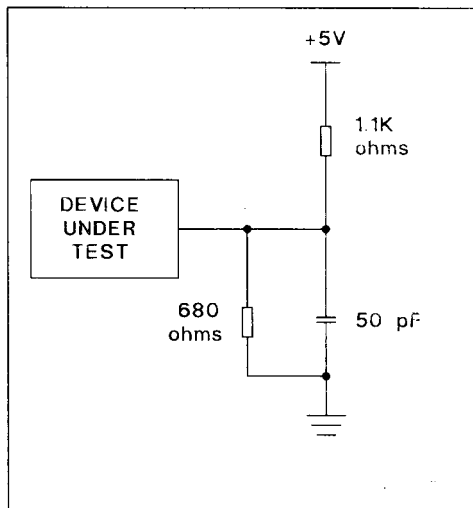 +5V
1.1K
ohms
DEVICE
UNDER
TEST
680
ohms
50 pF